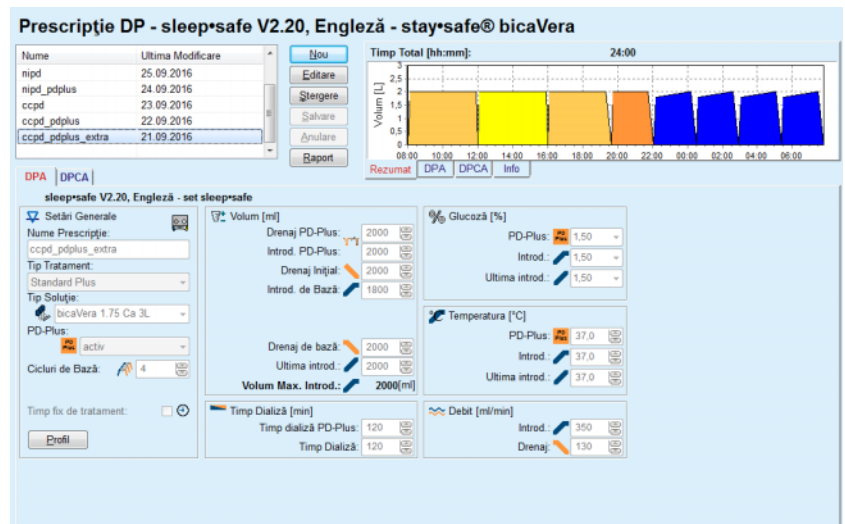 Prescripție DP - sleep•safe V2.20, Engleză - stay•safe® bicaVera
Nume Ultima Modificare
nipd 25.09.2016
nipd_pdplus 24.09.2016
ccpd 23.09.2016
ccpd_pdplus 22.09.2016
ccpd_pdplus_extra 21.09.2016
Nou
Editare
Ștergere
Salvare
Anulare
Raport
Timp Total [hh:mm]: 24:00
Volum [L]
3
2,5
2
1,5
1
0,5
0
08:00 10:00 12:00 14:00 16:00 18:00 20:00 22:00 00:00 02:00 04:00 06:00
Rezumat DPA DPCA Info
DPA DPCA
sleep•safe V2.20, Engleză - set sleep•safe
Setări Generale
Nume Prescripție:
ccpd_pdplus_extra
Tip Tratament:
Standard Plus
Tip Soluție:
bicaVera 1.75 Ca 3L
PD-Plus:
PD Plus activ
Cicluri de Bază: 4
Timp fix de tratament:
Profil
Volum [ml]
Drenaj PD-Plus: 2000
Introd. PD-Plus: 2000
Drenaj Inițial: 2000
Introd. de Bază: 1800
Drenaj de bază: 2000
Ultima introd.: 2000
Volum Max. Introd.: 2000[ml]
Timp Dializă [min]
Timp dializă PD-Plus: 120
Timp Dializă: 120
% Glucoză [%]
PD-Plus: PD Plus 1,50
Introd.: 1,50
Ultima introd.: 1,50
Temperatura [°C]
PD-Plus: PD Plus 37,0
Introd.: 37,0
Ultima introd.: 37,0
Debit [ml/min]
Introd.: 350
Drenaj: 130